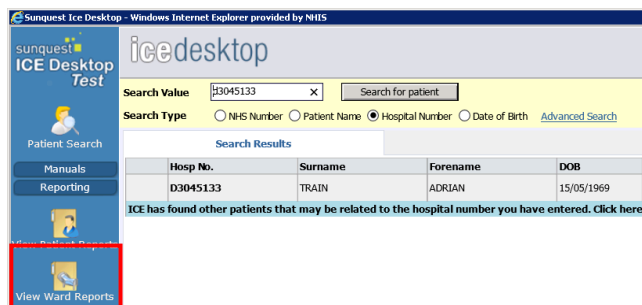 Sunquest Ice Desktop - Windows Internet Explorer provided by NHIS
sunquest
ICE Desktop
Test
icedesktop
Search Value d3045133 X Search for patient
Search Type NHS Number Patient Name Hospital Number Date of Birth Advanced Search
Patient Search
Search Results
Manuals
Reporting
Hosp No. Surname Forename DOB
D3045133 TRAIN ADRIAN 15/05/1969
ICE has found other patients that may be related to the hospital number you have entered. Click here
View Patient Reports
View Ward Reports